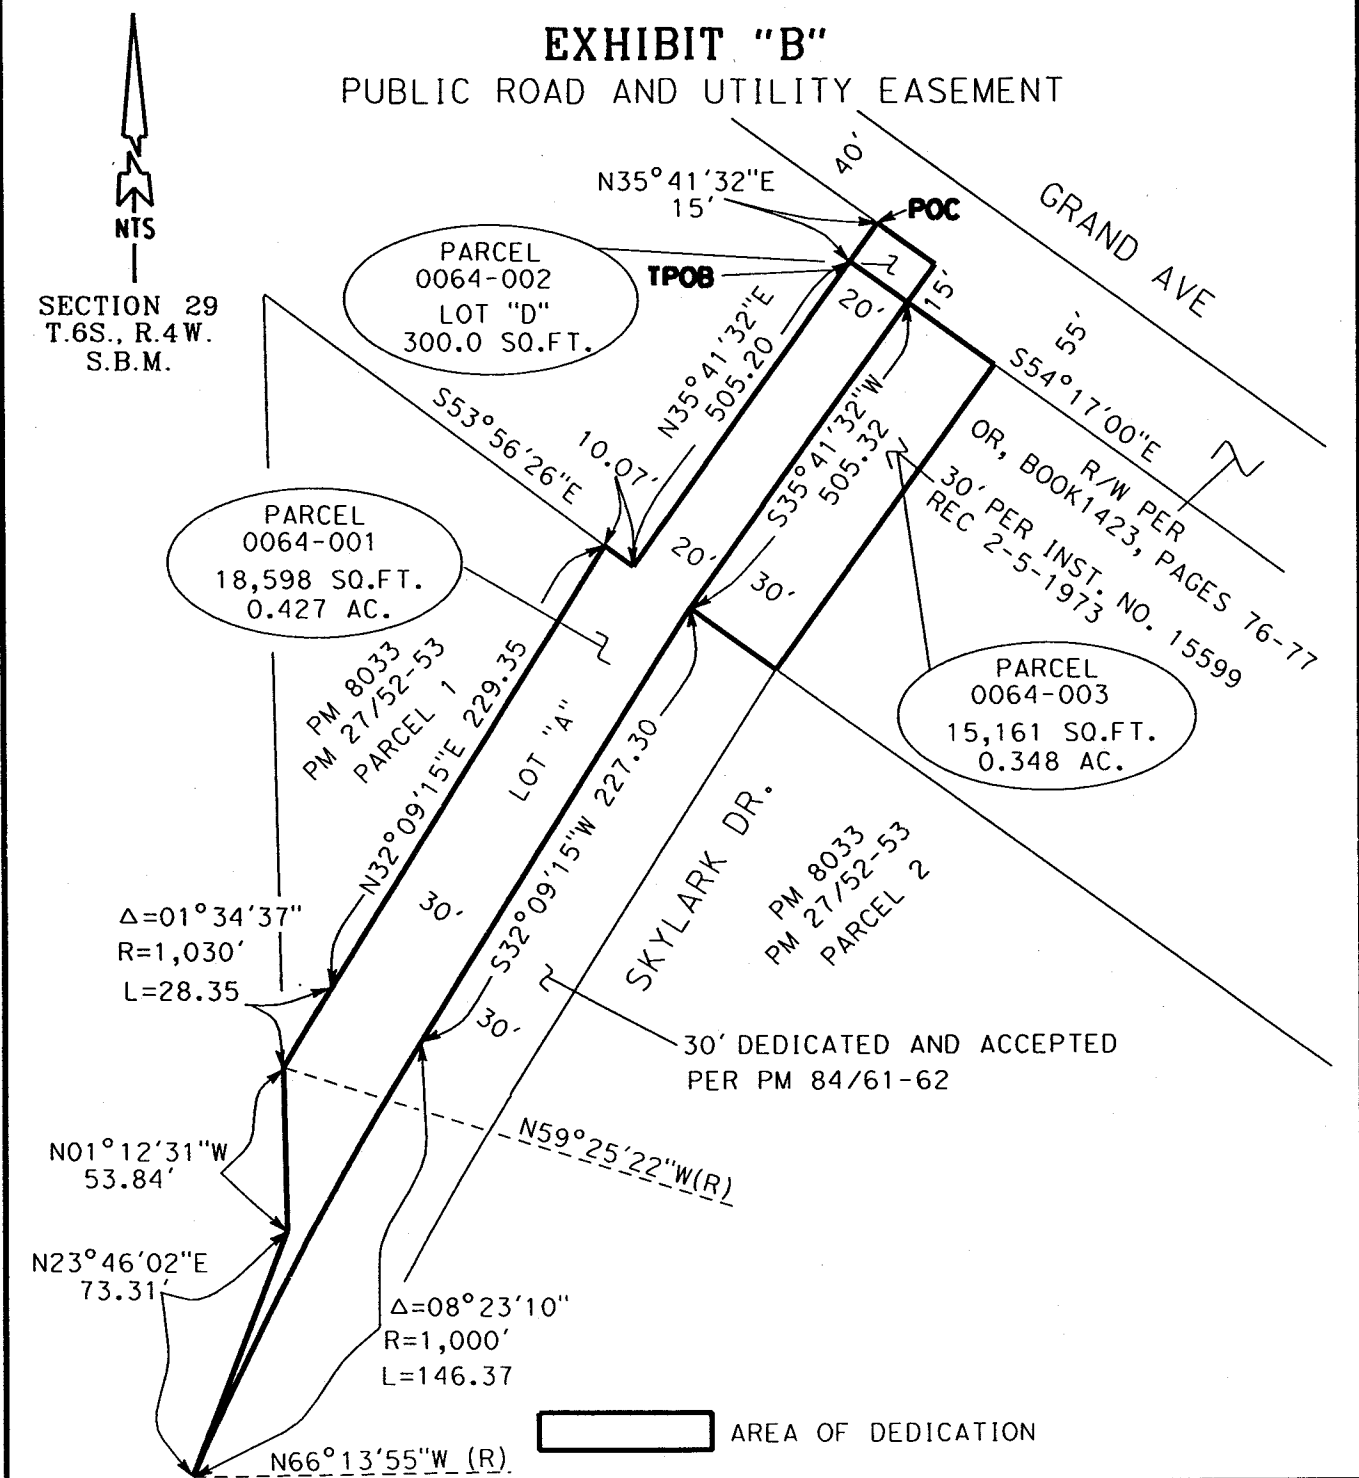 EXHIBIT "B"
PUBLIC ROAD AND UTILITY EASEMENT
NTS
SECTION 29
T.6S., R.4W.
S.B.M.
40'
GRAND AVE
N35°41'32"E
15'
POC
PARCEL
0064-002
LOT "D"
300.0 SQ.FT.
TPOB
20'
15'
55'
S54°17'00"E
R/W PER
OR, BOOK1423, PAGES 76-77
30' PER INST. NO. 15599
REC 2-5-1973
N35°41'32"E
505.20
S53°56'26"E
10.07'
S35°41'32"W
505.32
PARCEL
0064-001
18,598 SQ.FT.
0.427 AC.
20'
30'
PARCEL
0064-003
15,161 SQ.FT.
0.348 AC.
PM 8033
PM 27/52-53
PARCEL 1
N32°09'15"E 229.35
LOT "A"
S32°09'15"W 227.30
SKYLARK DR.
PM 8033
PM 27/52-53
PARCEL 2
30'
Δ=01°34'37"
R=1,030'
L=28.35
30'
30' DEDICATED AND ACCEPTED
PER PM 84/61-62
N59°25'22"W(R)
N01°12'31"W
53.84'
N23°46'02"E
73.31'
Δ=08°23'10"
R=1,000'
L=146.37
AREA OF DEDICATION
N66°13'55"W (R)